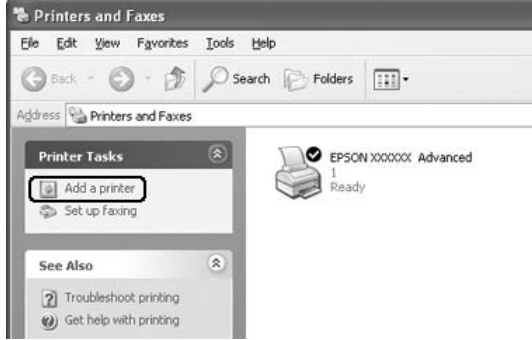 Printers and Faxes
File Edit View Favorites Tools Help
Back Search Folders
Address Printers and Faxes
Printer Tasks
Add a printer
Set up faxing
See Also
Troubleshoot printing
Get help with printing
EPSON XXXXXX Advanced
1
Ready